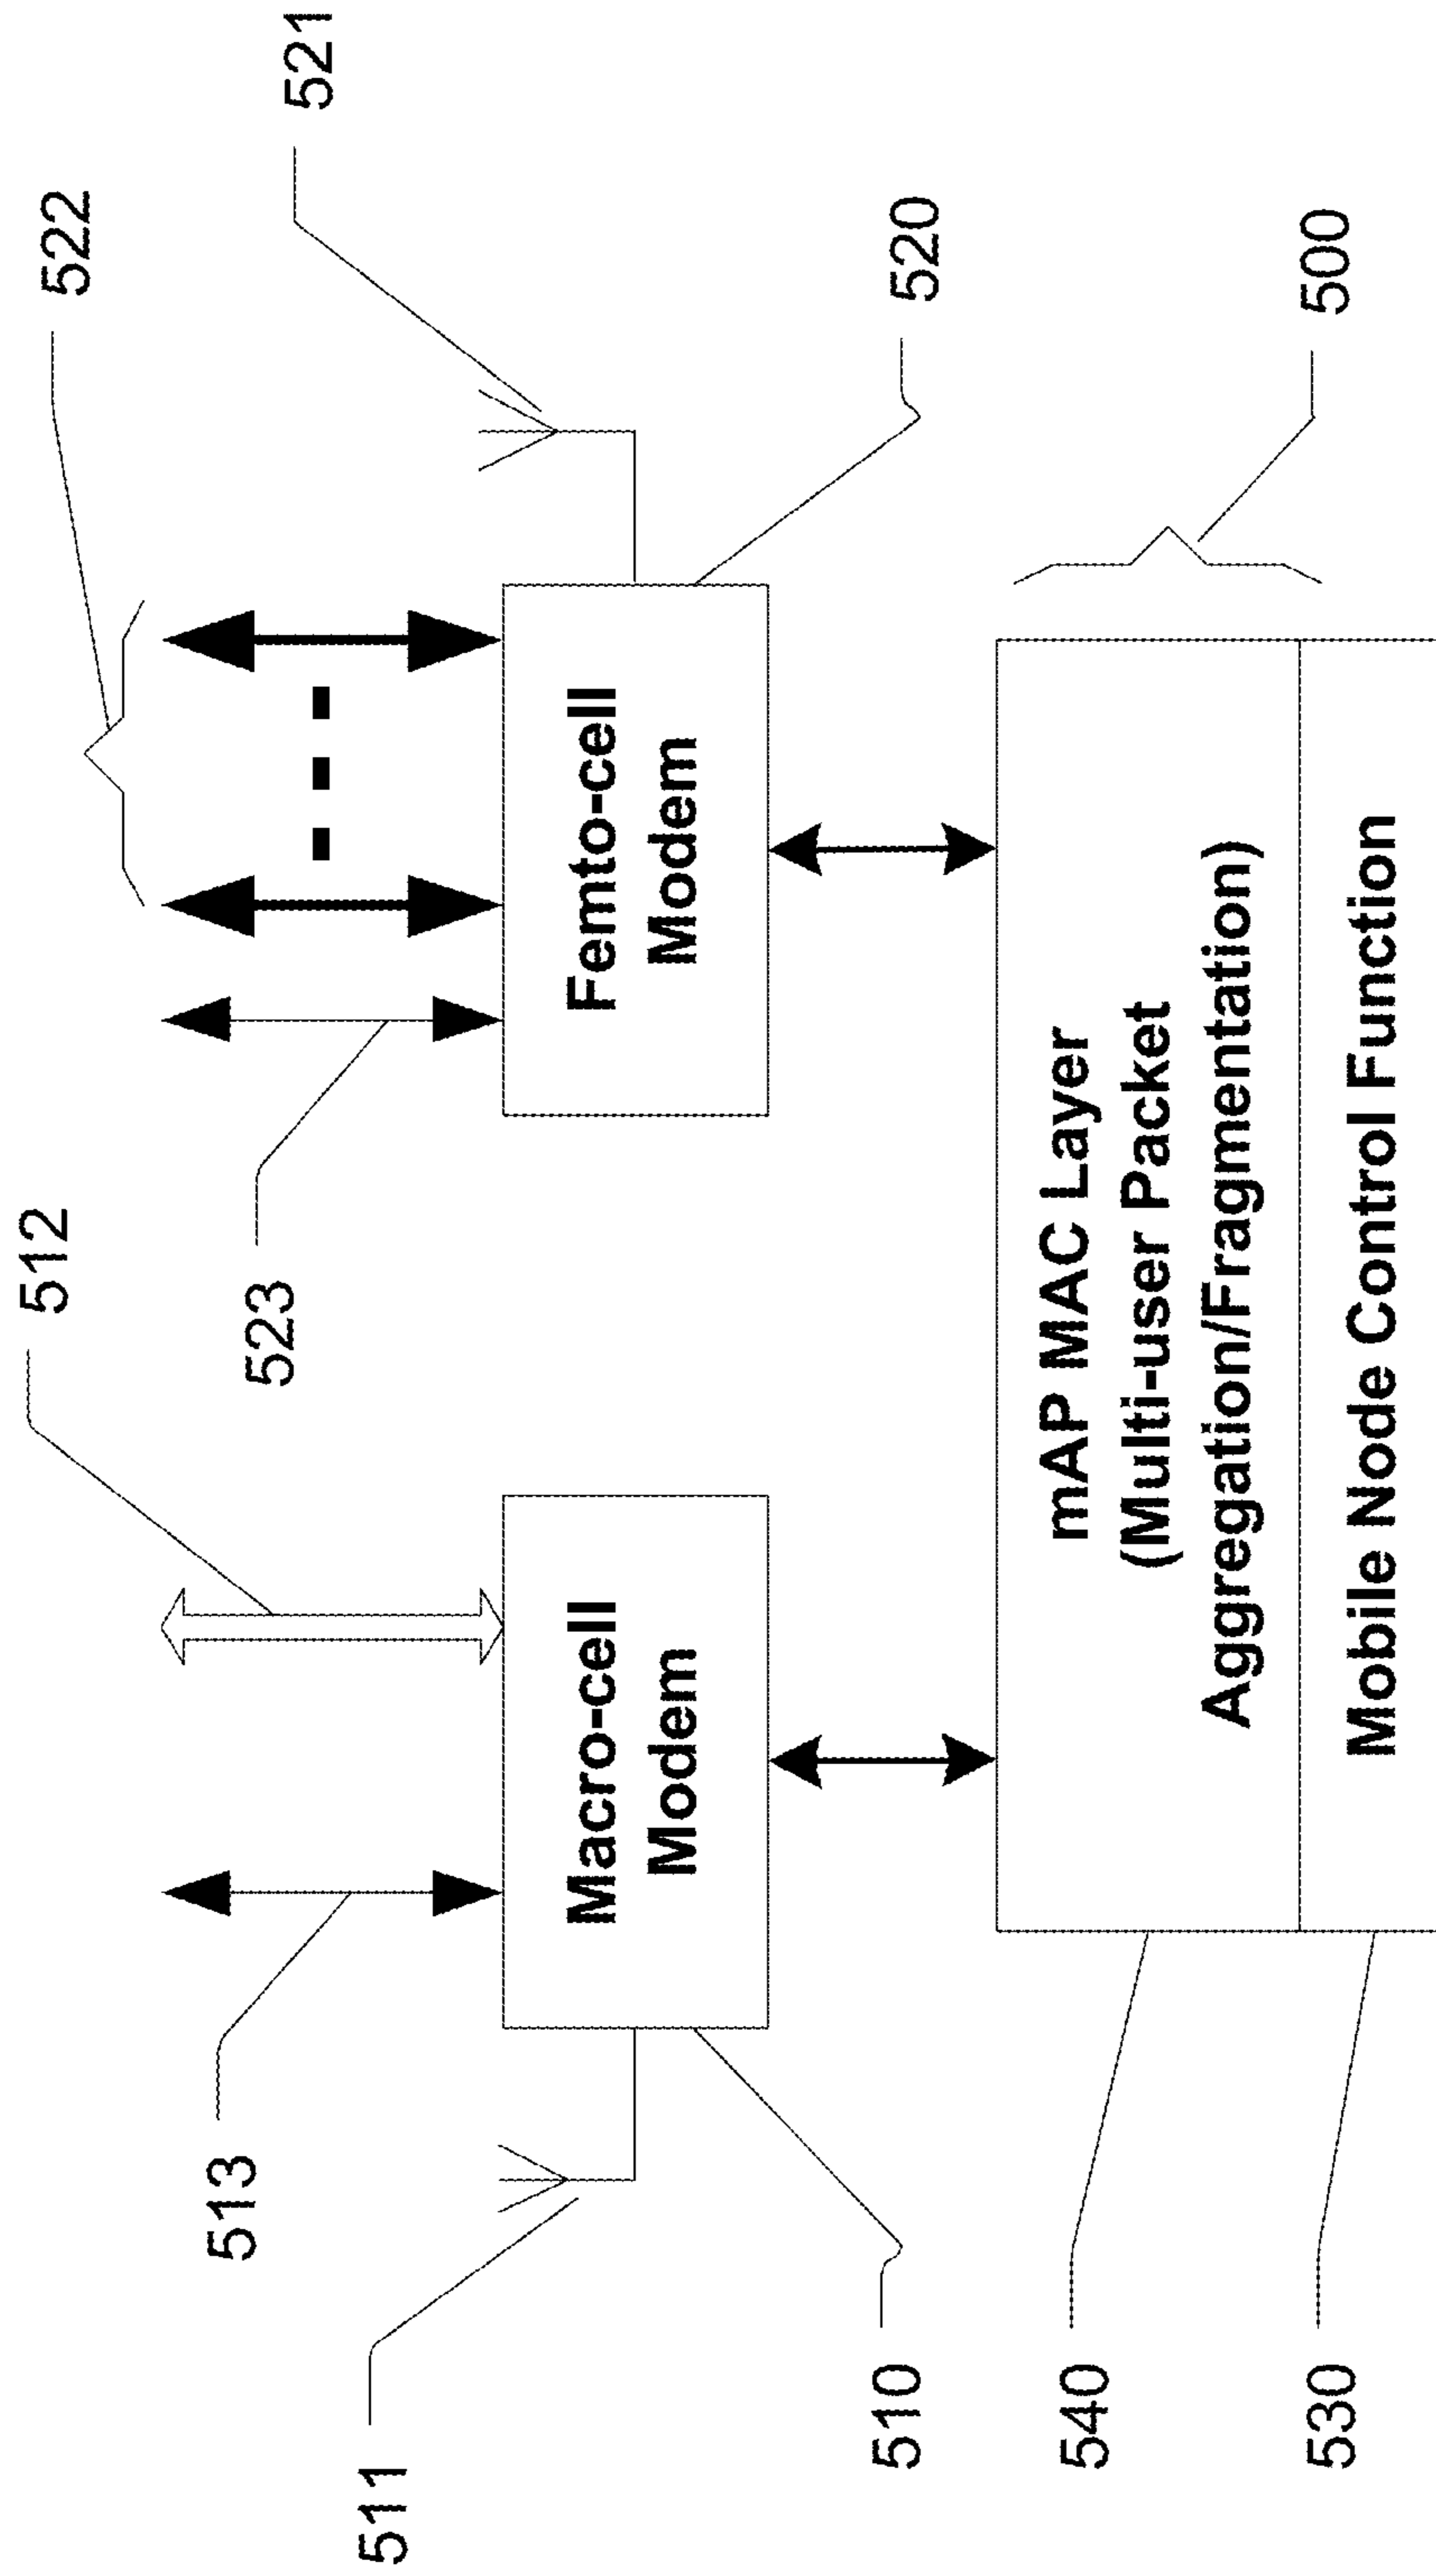 512
522
521
513
523
511
Macro-cell
Modem
Femto-cell
Modem
510
520
mAP MAC Layer
(Multi-user Packet
Aggregation/Fragmentation)
540
500
Mobile Node Control Function
530